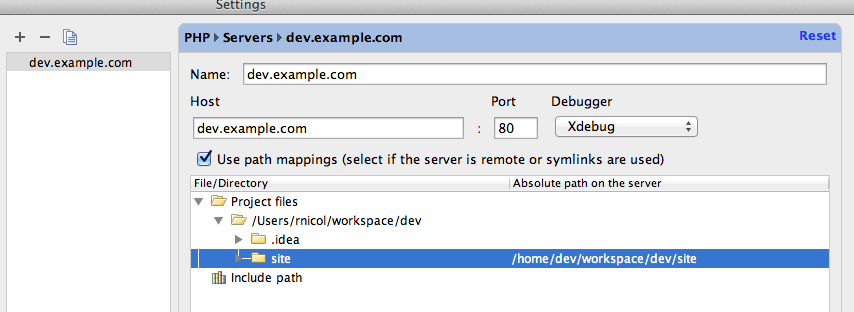 Settings
dev.example.com
PHP Servers dev.example.com Reset
Name: dev.example.com
Host Port Debugger
dev.example.com : 80 Xdebug
Use path mappings (select if the server is remote or symlinks are used)
File/Directory Absolute path on the server
Project files
/Users/rnicol/workspace/dev
.idea
site /home/dev/workspace/dev/site
Include path